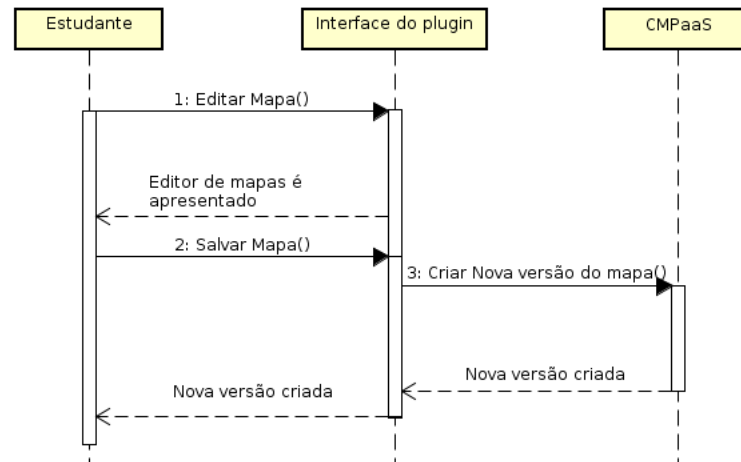 Estudante
Interface do plugin
CMPaaS
1: Editar Mapa()
Editor de mapas é
apresentado
2: Salvar Mapa()
3: Criar Nova versão do mapa()
Nova versão criada
Nova versão criada